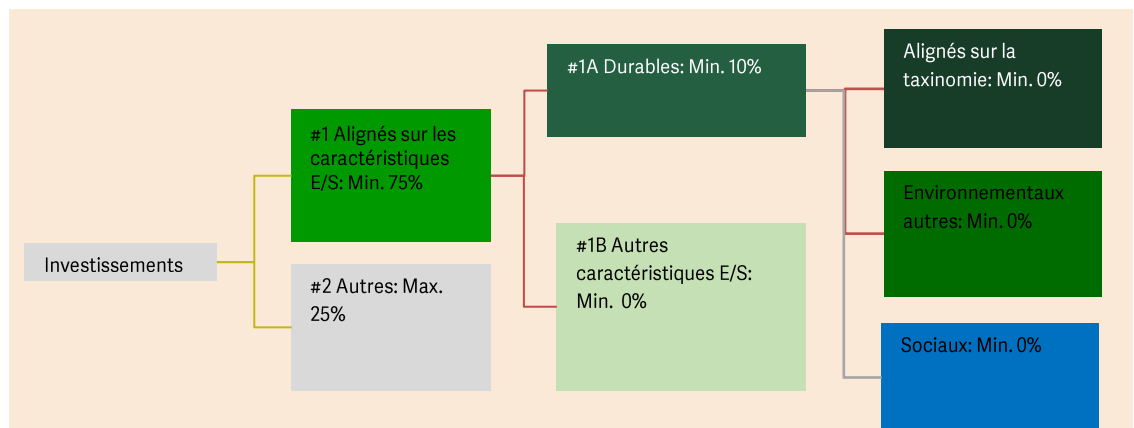 Investissements
#1 Alignés sur les
caractéristiques
E/S: Min. 75%
#2 Autres: Max.
25%
#1A Durables: Min. 10%
#1B Autres
caractéristiques E/S:
Min.  0%
Alignés sur la
taxinomie: Min. 0%
Environnementaux
autres: Min. 0%
Sociaux: Min. 0%